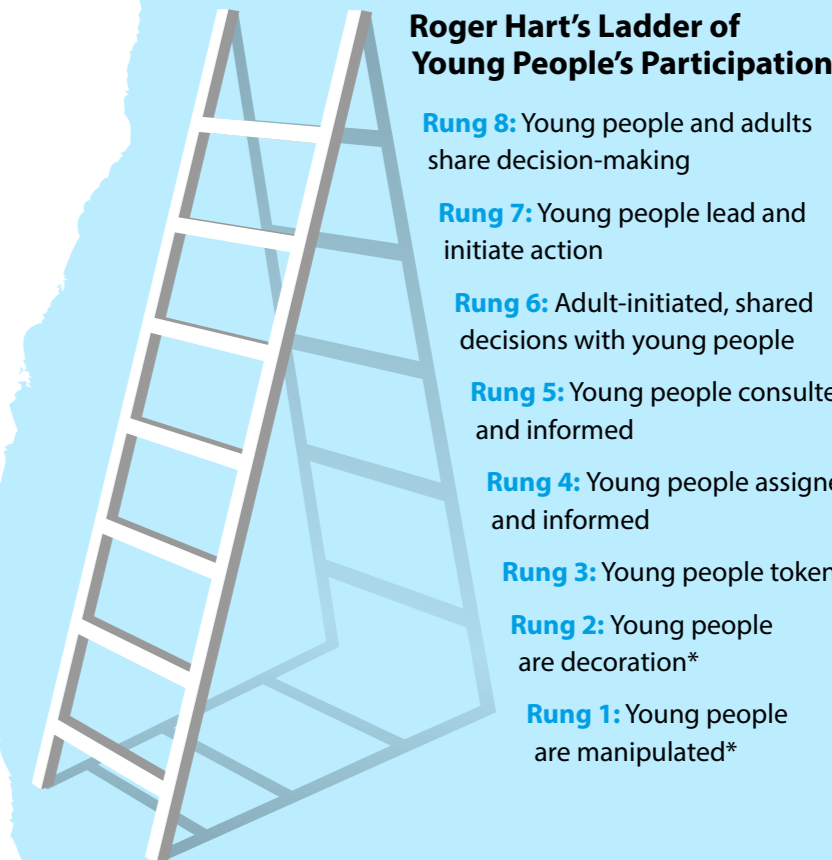 Roger Hart's Ladder of
Young People's Participation
Rung 8: Young people and adults
share decision-making
Rung 7: Young people lead and
initiate action
Rung 6: Adult-initiated, shared
decisions with young people
Rung 5: Young people consulte
and informed
Rung 4: Young people assigne
and informed
Rung 3: Young people token
Rung 2: Young people
are decoration*
Rung 1: Young people
are manipulated*